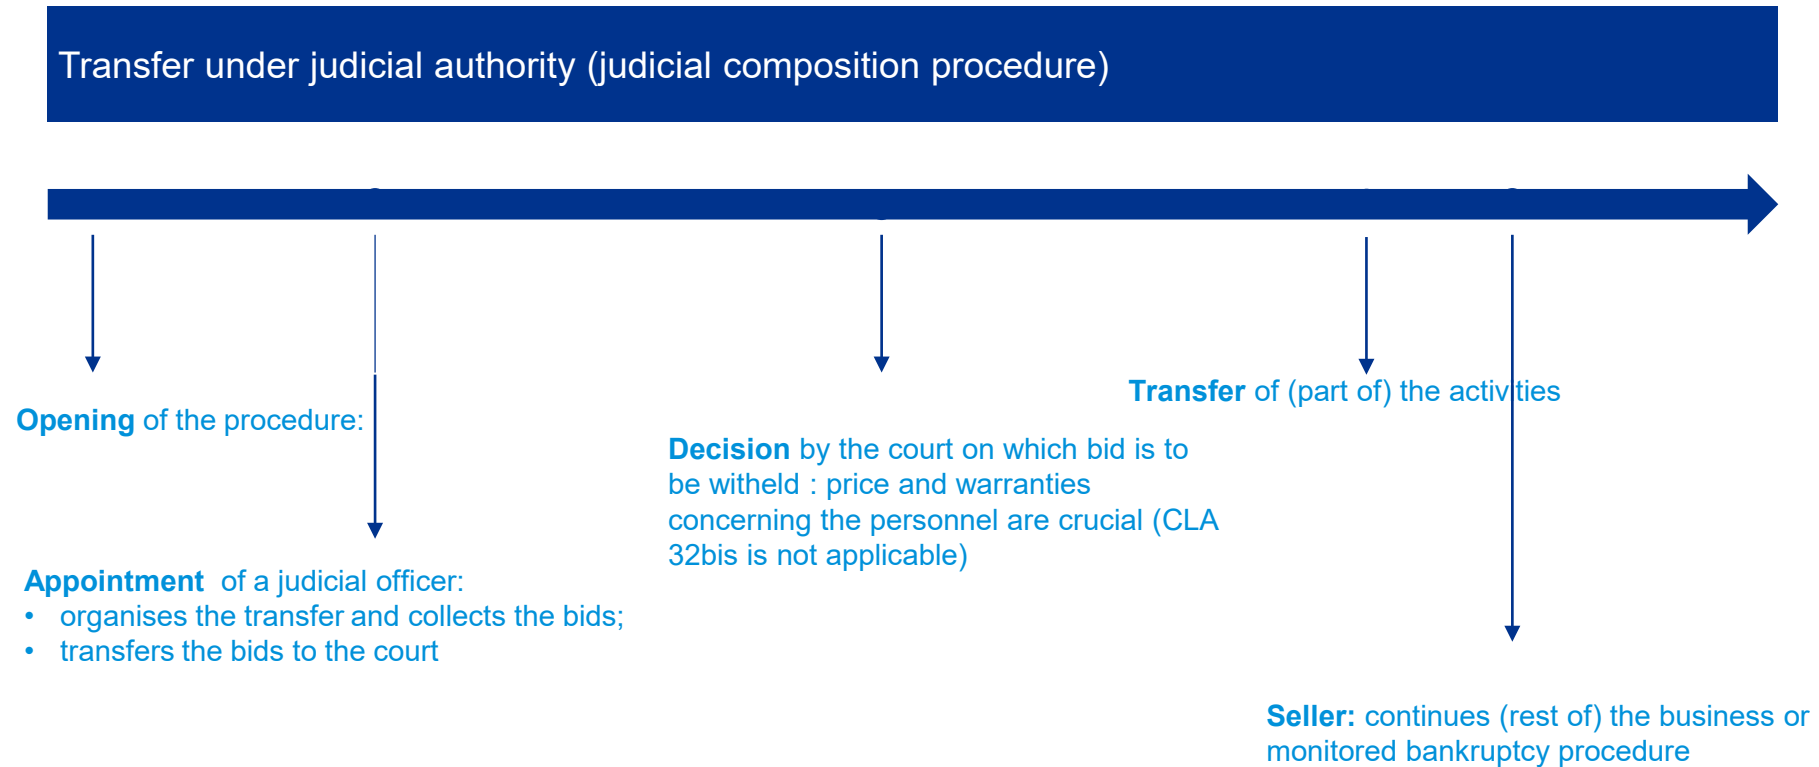 Transfer under judicial authority (judicial composition procedure)
Opening of the procedure:
Appointment of a judicial officer:
• organises the transfer and collects the bids;
• transfers the bids to the court
Decision by the court on which bid is to
be witheld : price and warranties
concerning the personnel are crucial (CLA
32bis is not applicable)
Transfer of (part of) the activities
Seller: continues (rest of) the business or
monitored bankruptcy procedure